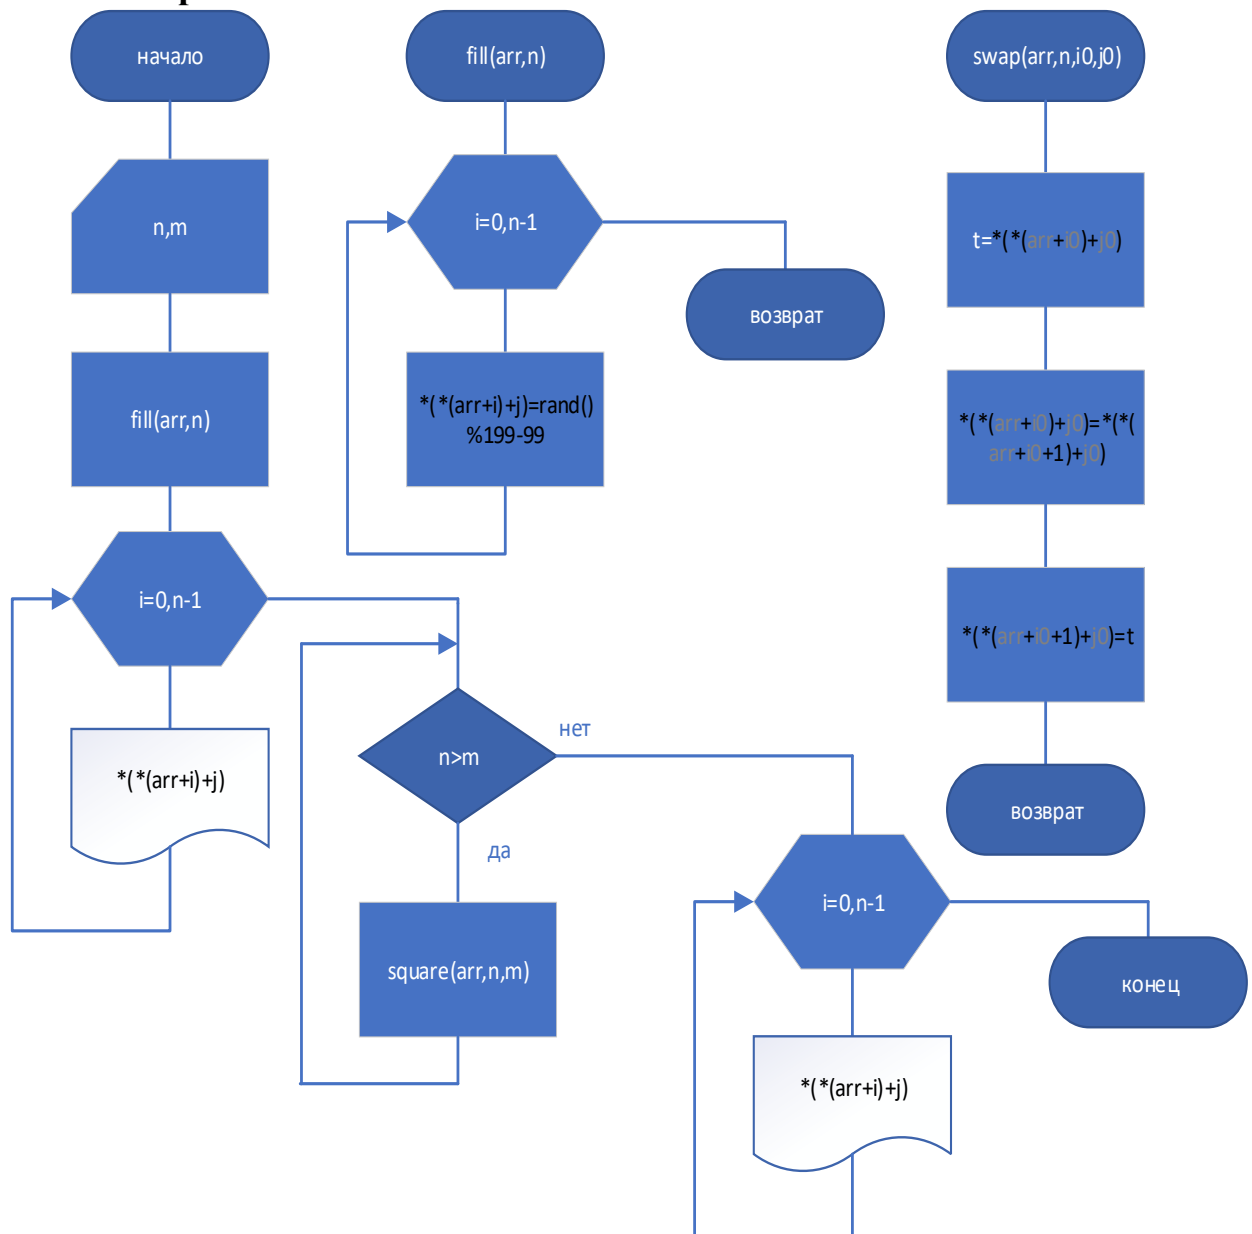 начало
n,m
fill(arr,n)
i=0,n-1
*(*(arr+i)+j)
fill(arr,n)
i=0,n-1
*(*(arr+i)+j)=rand()
%199-99
возврат
n>m
нет
да
square(arr,n,m)
i=0,n-1
*(*(arr+i)+j)
конец
swap(arr,n,i0,j0)
t=*(*(arr+i0)+j0)
*(*(arr+i0)+j0)=*(*(
arr+i0+1)+j0)
*(*(arr+i0+1)+j0)=t
возврат